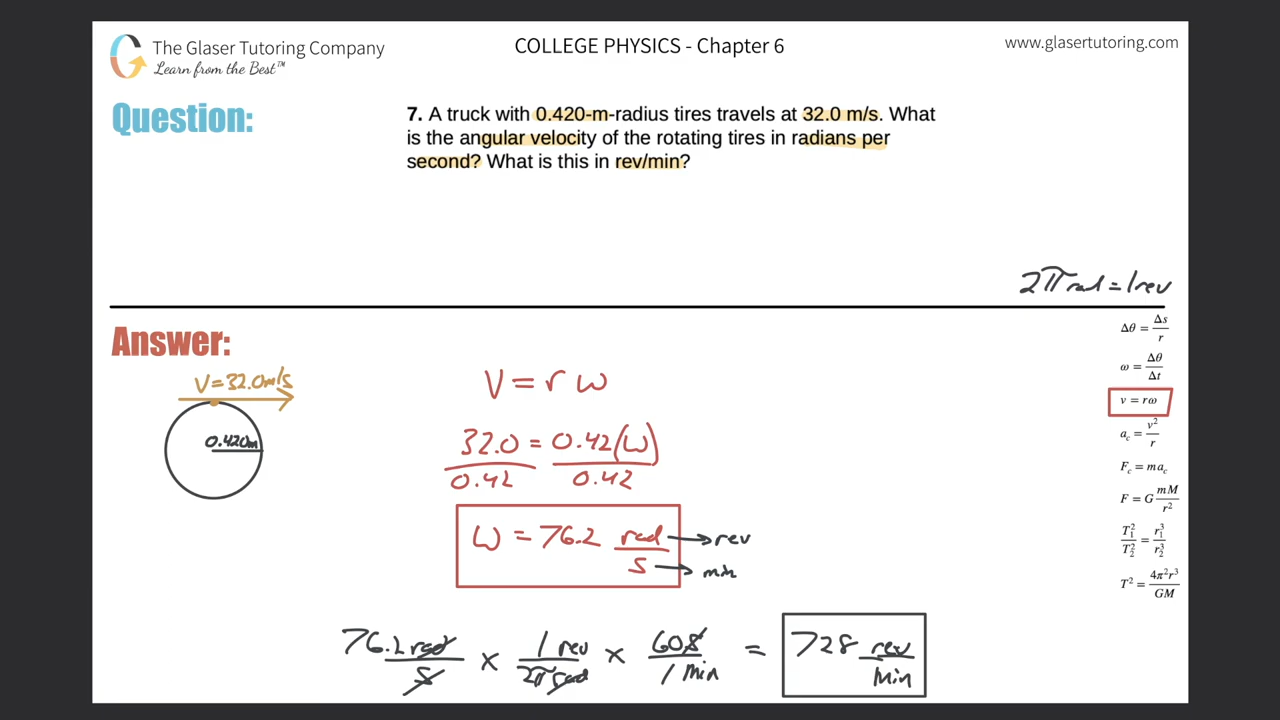 The Glaser Tutoring Company
Learn from the Best™
COLLEGE PHYSICS - Chapter 6
www.glasertutoring.com
Question:
7. A truck with 0.420-m-radius tires travels at 32.0 m/s. What
is the angular velocity of the rotating tires in radians per
second? What is this in rev/min?
2π rad = 1 rev
Answer:
V = 32.0 m/s
0.420m
V = r ω
32.0 = 0.42(ω)
0.42 0.42
ω = 76.2 rad/s
→ rev
→ min
76.2 rad/s × 1 rev/2π rad × 60 s/1 min = 728 rev/min
Δθ = Δs/r
ω = Δθ/Δt
v = rω
a_c = v²/r
F_c = ma_c
F = G mM/r²
T₁²/T₂² = r₁³/r₂³
T² = 4π²r³/GM